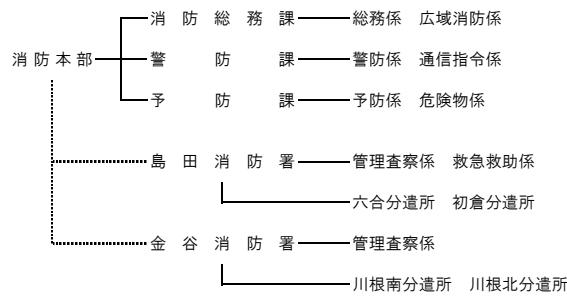 消防総務課 総務係 広域消防係
消防本部 警防課 警防係 通信指令係
予防課 予防係 危険物係
島田消防署 管理査察係 救急救助係
六合分遣所 初倉分遣所
金谷消防署 管理査察係
川根南分遣所 川根北分遣所